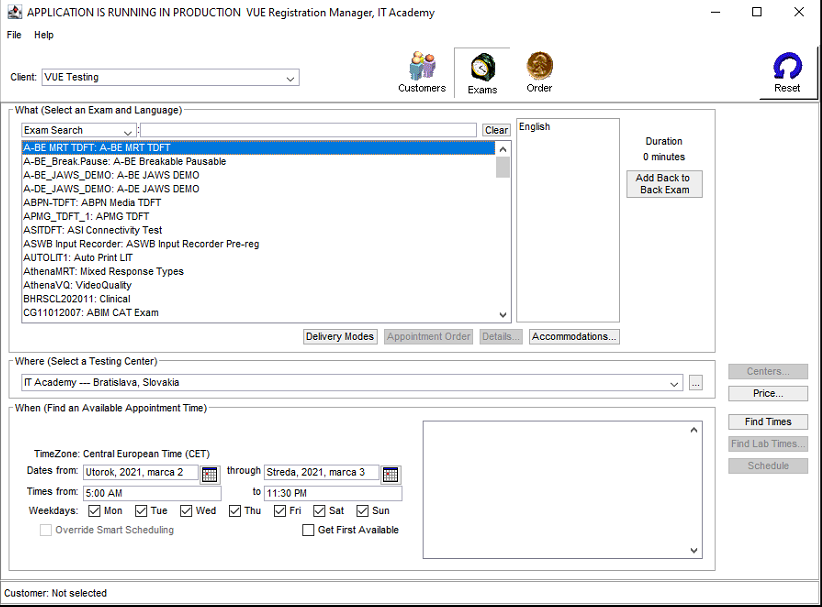 APPLICATION IS RUNNING IN PRODUCTION  VUE Registration Manager, IT Academy
File Help
Client: VUE Testing
Customers Exams Order Reset
What (Select an Exam and Language)
Exam Search : Clear
A-BE MRT TDFT: A-BE MRT TDFT
A-BE_Break.Pause: A-BE Breakable Pausable
A-BE_JAWS_DEMO: A-BE JAWS DEMO
A-DE_JAWS_DEMO: A-DE JAWS DEMO
ABPN-TDFT: ABPN Media TDFT
APMG_TDFT_1: APMG TDFT
ASITDFT: ASI Connectivity Test
ASWB Input Recorder: ASWB Input Recorder Pre-reg
AUTOLIT1: Auto Print LIT
AthenaMRT: Mixed Response Types
AthenaVQ: VideoQuality
BHRSCL202011: Clinical
CG11012007: ABIM CAT Exam
English
Duration
0 minutes
Add Back to
Back Exam
Delivery Modes Appointment Order Details... Accommodations...
Where (Select a Testing Center)
IT Academy --- Bratislava, Slovakia ...
Centers...
Price...
Find Times
Find Lab Times...
Schedule
When (Find an Available Appointment Time)
TimeZone: Central European Time (CET)
Dates from: Utorok, 2021, marca 2 through Streda, 2021, marca 3
Times from: 5:00 AM to 11:30 PM
Weekdays: Mon Tue Wed Thu Fri Sat Sun
Override Smart Scheduling Get First Available
Customer: Not selected